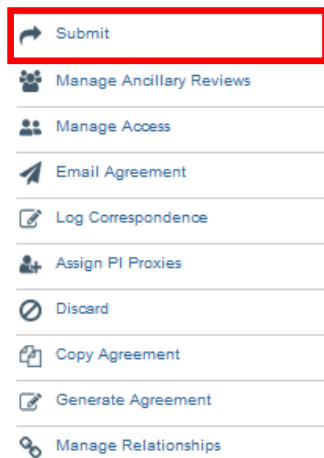 Submit
Manage Ancillary Reviews
Manage Access
Email Agreement
Log Correspondence
Assign PI Proxies
Discard
Copy Agreement
Generate Agreement
Manage Relationships